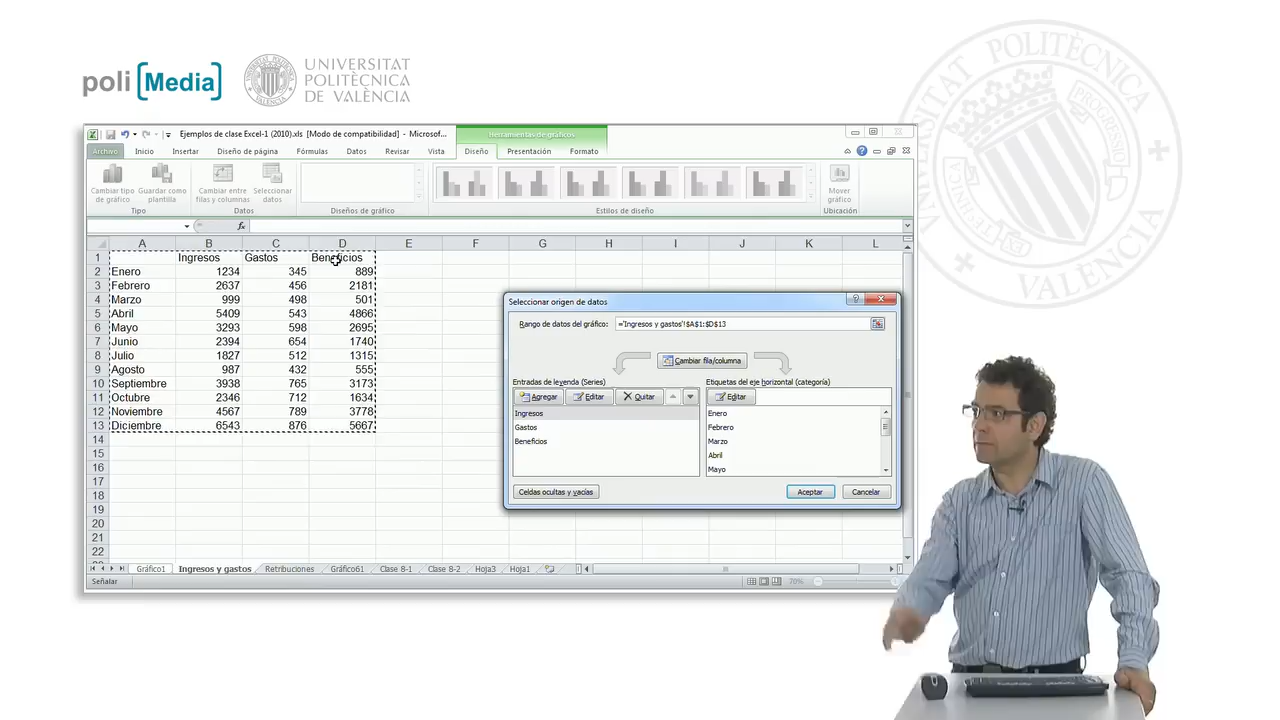 poli [Media]
UNIVERSITAT
POLITÈCNICA
DE VALÈNCIA
UNIVERSITAT POLITÈCNICA
DE VALÈNCIA
Ejemplos de clase Excel-1 (2010).xls [Modo de compatibilidad] - Microsof...
Herramientas de gráficos
Archivo Inicio Insertar Diseño de página Fórmulas Datos Revisar Vista Diseño Presentación Formato
Cambiar tipo de gráfico
Guardar como plantilla
Cambiar entre filas y columnas
Seleccionar datos
Mover gráfico
Tipo Datos Diseños de gráfico Estilos de diseño Ubicación
fx
A B C D E F G H I J K L
1 Ingresos Gastos Beneficios
2 Enero 1234 345 889
3 Febrero 2637 456 2181
4 Marzo 999 498 501
5 Abril 5409 543 4866
6 Mayo 3293 598 2695
7 Junio 2394 654 1740
8 Julio 1827 512 1315
9 Agosto 987 432 555
10 Septiembre 3938 765 3173
11 Octubre 2346 712 1634
12 Noviembre 4567 789 3778
13 Diciembre 6543 876 5667
14
15
16
17
18
19
20
21
22
Seleccionar origen de datos
Rango de datos del gráfico: ='Ingresos y gastos'!$A$1:$D$13
Cambiar fila/columna
Entradas de leyenda (Series)
Agregar Editar Quitar
Ingresos
Gastos
Beneficios
Etiquetas del eje horizontal (categoría)
Editar
Enero
Febrero
Marzo
Abril
Mayo
Celdas ocultas y vacías
Aceptar Cancelar
Gráfico1 Ingresos y gastos Retribuciones Gráfico61 Clase 8-1 Clase 8-2 Hoja3 Hoja1
Señalar 70%